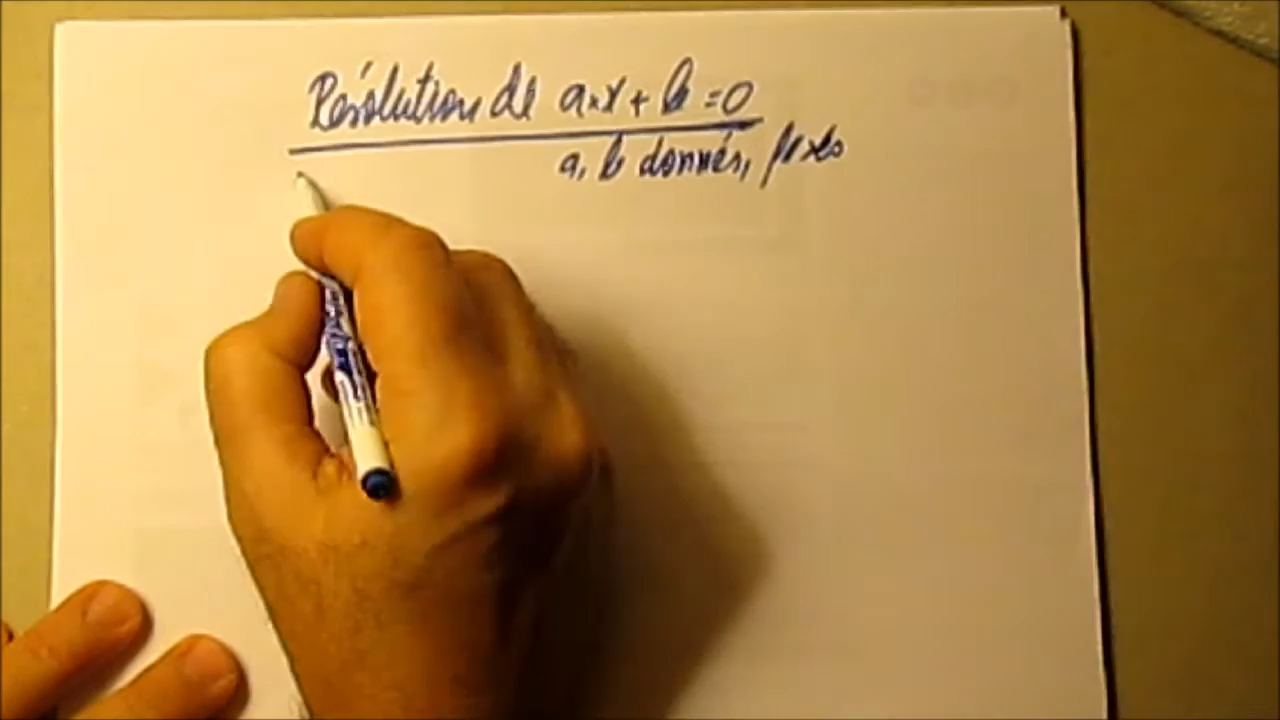 Résolution de a×x + b = 0
a, b donnés, fixés